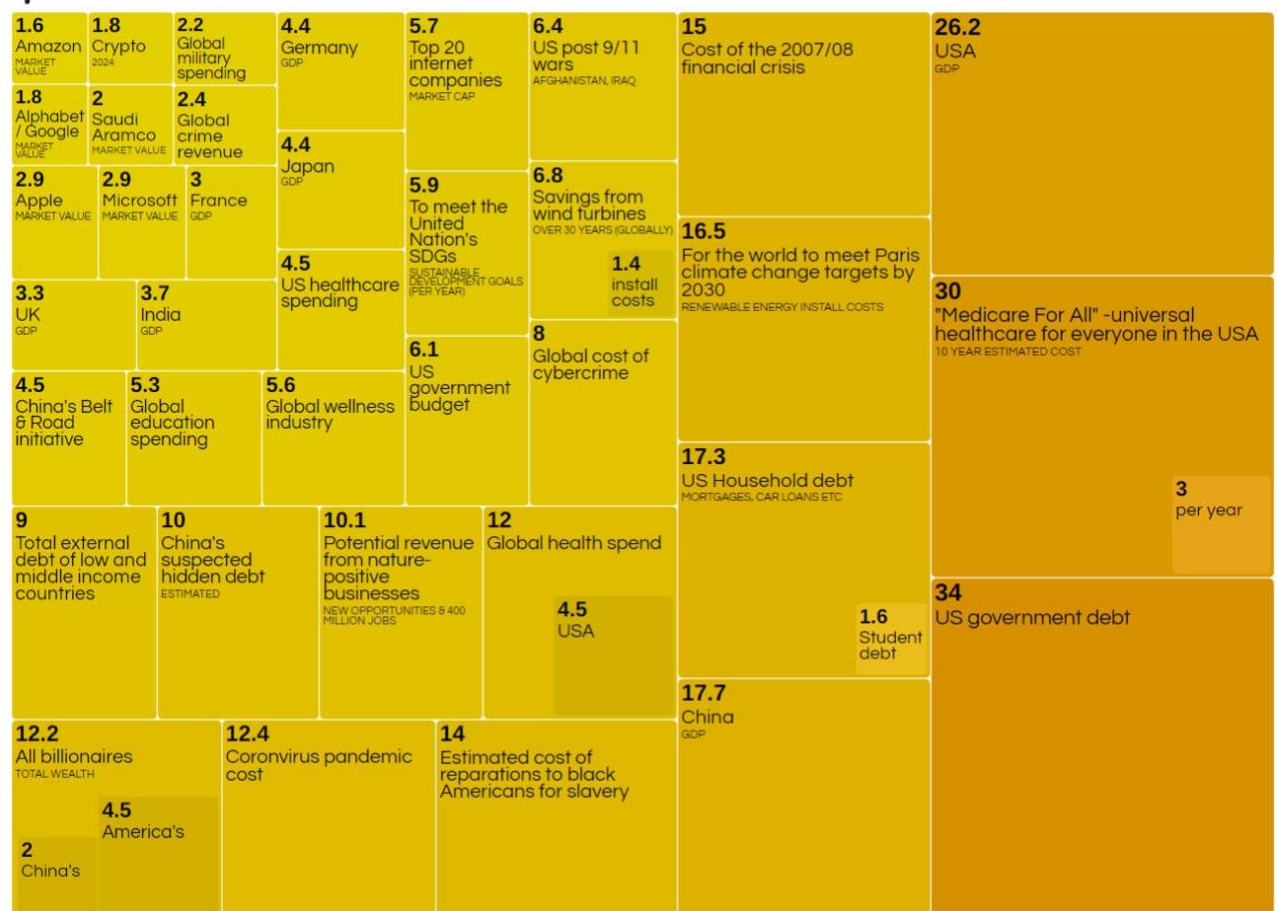 1.6
Amazon
MARKET
VALUE
1.8
Crypto
2024
2.2
Global
military
spending
1.8
Alphabet
/ Google
MARKET
VALUE
2
Saudi
Aramco
MARKET VALUE
2.4
Global
crime
revenue
2.9
Apple
MARKET VALUE
2.9
Microsoft
MARKET VALUE
3
France
GDP
3.3
UK
GDP
3.7
India
GDP
4.4
Germany
GDP
4.4
Japan
GDP
4.5
US healthcare
spending
4.5
China's Belt
& Road
initiative
5.3
Global
education
spending
5.6
Global wellness
industry
5.7
Top 20
internet
companies
MARKET CAP
5.9
To meet the
United
Nation's
SDGs
SUSTAINABLE
DEVELOPMENT GOALS
(PER YEAR)
6.1
US
government
budget
6.4
US post 9/11
wars
AFGHANISTAN, IRAQ
6.8
Savings from
wind turbines
OVER 30 YEARS (GLOBALLY)
1.4
install
costs
8
Global cost of
cybercrime
9
Total external
debt of low and
middle income
countries
10
China's
suspected
hidden debt
ESTIMATED
10.1
Potential revenue
from nature-
positive
businesses
NEW OPPORTUNITIES & 400
MILLION JOBS
12
Global health spend
4.5
USA
12.2
All billionaires
TOTAL WEALTH
4.5
America's
2
China's
12.4
Coronvirus pandemic
cost
14
Estimated cost of
reparations to black
Americans for slavery
15
Cost of the 2007/08
financial crisis
16.5
For the world to meet Paris
climate change targets by
2030
RENEWABLE ENERGY INSTALL COSTS
17.3
US Household debt
MORTGAGES, CAR LOANS ETC
1.6
Student
debt
17.7
China
GDP
26.2
USA
GDP
30
"Medicare For All" -universal
healthcare for everyone in the USA
10 YEAR ESTIMATED COST
3
per year
34
US government debt